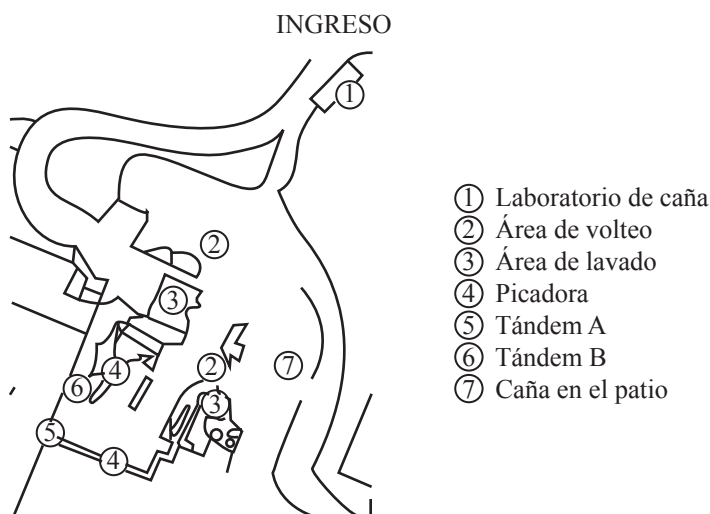 INGRESO
①
②
③
④
⑥
②
③
⑦
⑤
④
① Laboratorio de caña
② Área de volteo
③ Área de lavado
④ Picadora
⑤ Tándem A
⑥ Tándem B
⑦ Caña en el patio